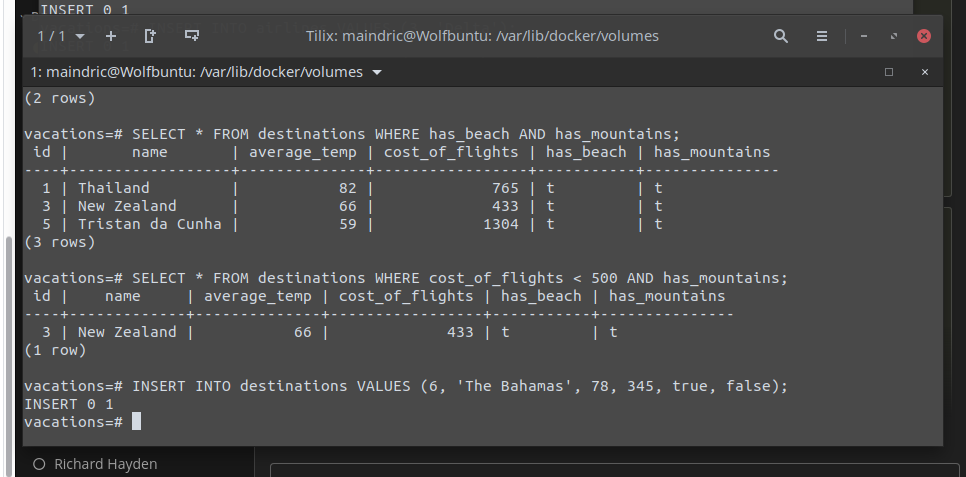 INSERT 0 1
1 / 1
Tilix: maindric@Wolfbuntu: /var/lib/docker/volumes
1: maindric@Wolfbuntu: /var/lib/docker/volumes
(2 rows)
vacations=# SELECT * FROM destinations WHERE has_beach AND has_mountains;
 id |       name       | average_temp | cost_of_flights | has_beach | has_mountains
----+------------------+--------------+-----------------+-----------+---------------
  1 | Thailand         |           82 |             765 | t         | t
  3 | New Zealand      |           66 |             433 | t         | t
  5 | Tristan da Cunha |           59 |            1304 | t         | t
(3 rows)
vacations=# SELECT * FROM destinations WHERE cost_of_flights < 500 AND has_mountains;
 id |    name     | average_temp | cost_of_flights | has_beach | has_mountains
----+-------------+--------------+-----------------+-----------+---------------
  3 | New Zealand |           66 |             433 | t         | t
(1 row)
vacations=# INSERT INTO destinations VALUES (6, 'The Bahamas', 78, 345, true, false);
INSERT 0 1
vacations=#
Richard Hayden